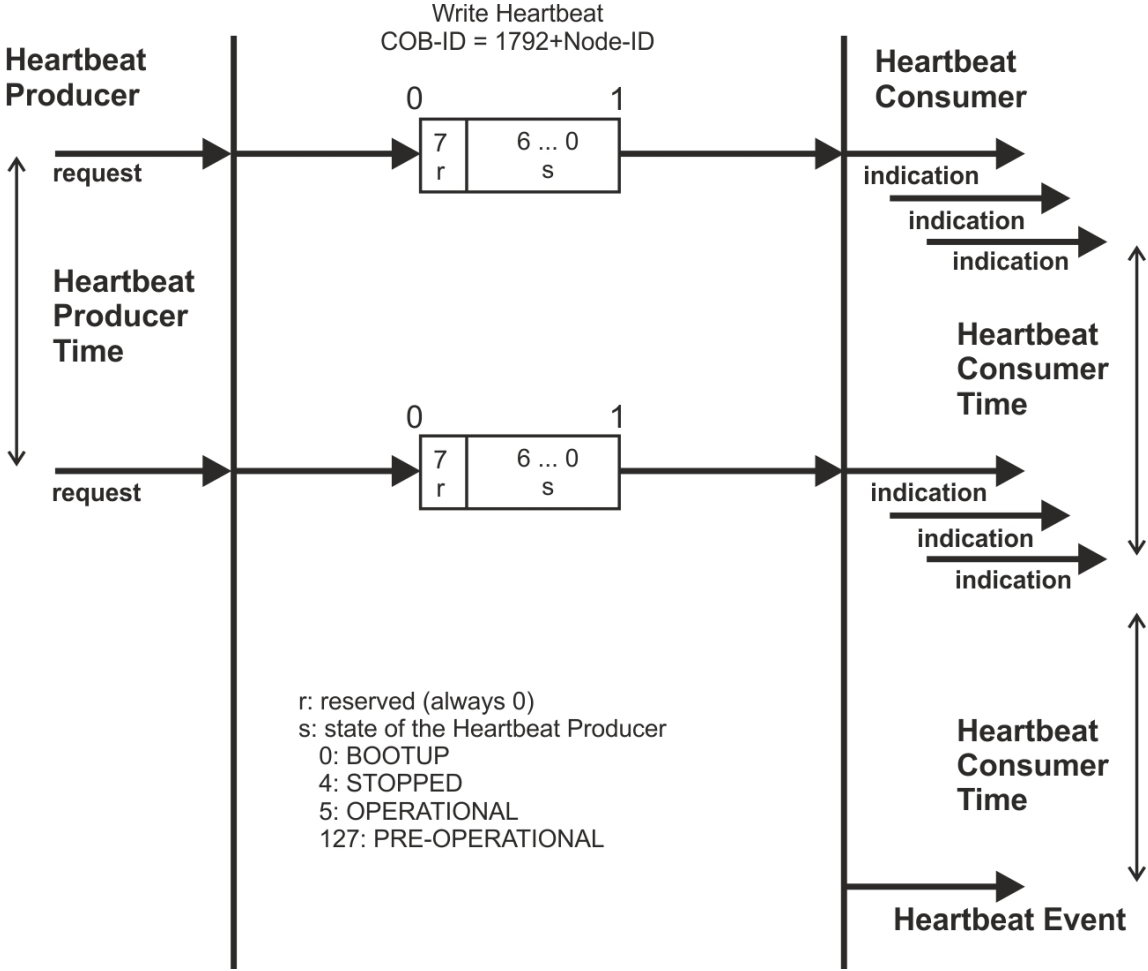 Write Heartbeat
COB-ID = 1792+Node-ID
Heartbeat
Producer
Heartbeat
Consumer
0 1
7 6 ... 0
r s
request
indication
indication
indication
Heartbeat
Producer
Time
Heartbeat
Consumer
Time
0 1
7 6 ... 0
r s
request
indication
indication
indication
r: reserved (always 0)
s: state of the Heartbeat Producer
0: BOOTUP
4: STOPPED
5: OPERATIONAL
127: PRE-OPERATIONAL
Heartbeat
Consumer
Time
Heartbeat Event